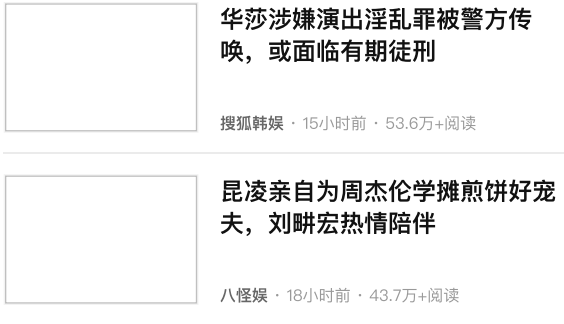 华莎涉嫌演出淫乱罪被警方传
唤，或面临有期徒刑
搜狐韩娱 · 15小时前 · 53.6万+阅读
昆凌亲自为周杰伦学摊煎饼好宠
夫，刘畊宏热情陪伴
八怪娱 · 18小时前 · 43.7万+阅读